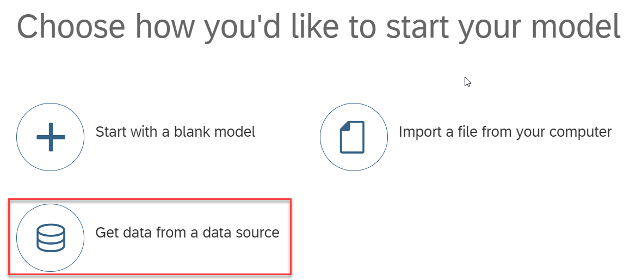 Choose how you'd like to start your model
Start with a blank model
Import a file from your computer
Get data from a data source